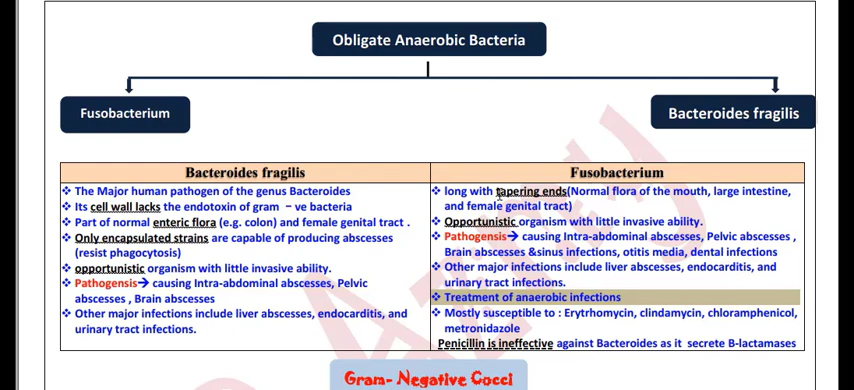 Obligate Anaerobic Bacteria
Fusobacterium
Bacteroides fragilis
Bacteroides fragilis
❖ The Major human pathogen of the genus Bacteroides
❖ Its cell wall lacks the endotoxin of gram – ve bacteria
❖ Part of normal enteric flora (e.g. colon) and female genital tract .
❖ Only encapsulated strains are capable of producing abscesses
(resist phagocytosis)
❖ opportunistic organism with little invasive ability.
❖ Pathogensis→ causing Intra-abdominal abscesses, Pelvic
abscesses , Brain abscesses
❖ Other major infections include liver abscesses, endocarditis, and
urinary tract infections.
Fusobacterium
❖ long with tapering ends(Normal flora of the mouth, large intestine,
and female genital tract)
❖ Opportunistic organism with little invasive ability.
❖ Pathogensis→ causing Intra-abdominal abscesses, Pelvic abscesses ,
Brain abscesses &sinus infections, otitis media, dental infections
❖ Other major infections include liver abscesses, endocarditis, and
urinary tract infections.
❖ Treatment of anaerobic infections
❖ Mostly susceptible to : Erytrhomycin, clindamycin, chloramphenicol,
metronidazole
Penicillin is ineffective against Bacteroides as it secrete B-lactamases
Gram- Negative Cocci